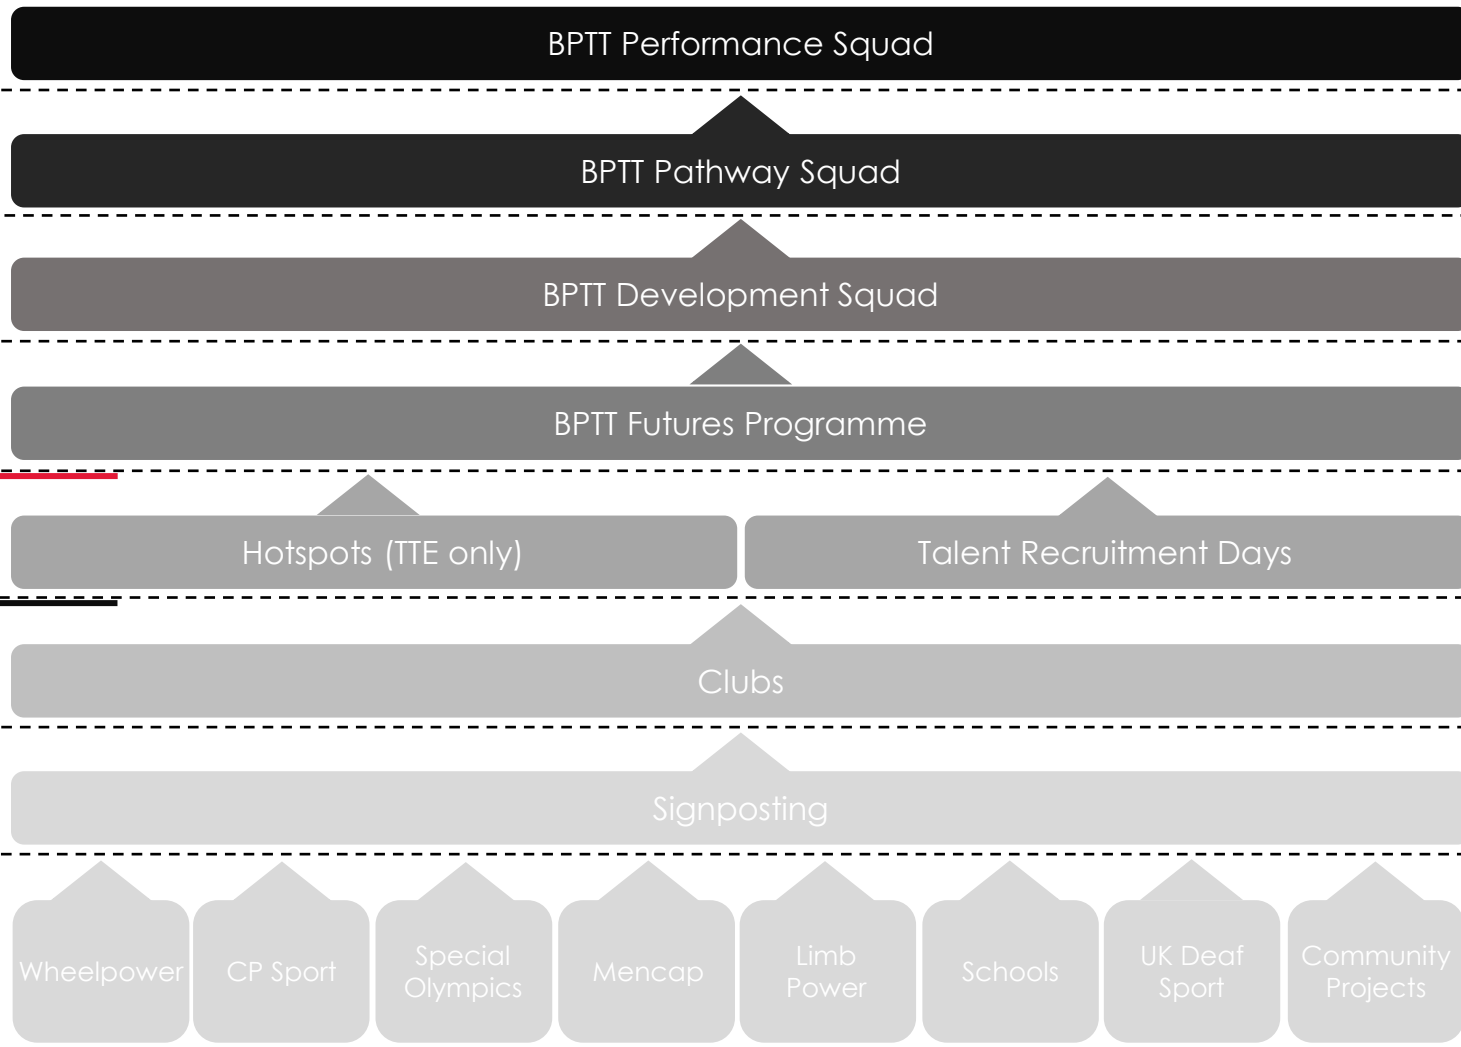 BPTT Performance Squad
BPTT Pathway Squad
BPTT Development Squad
BPTT Futures Programme
Hotspots (TTE only)
Talent Recruitment Days
Clubs
Signposting
Wheelpower
CP Sport
Special
Olympics
Mencap
Limb
Power
Schools
UK Deaf
Sport
Community
Projects